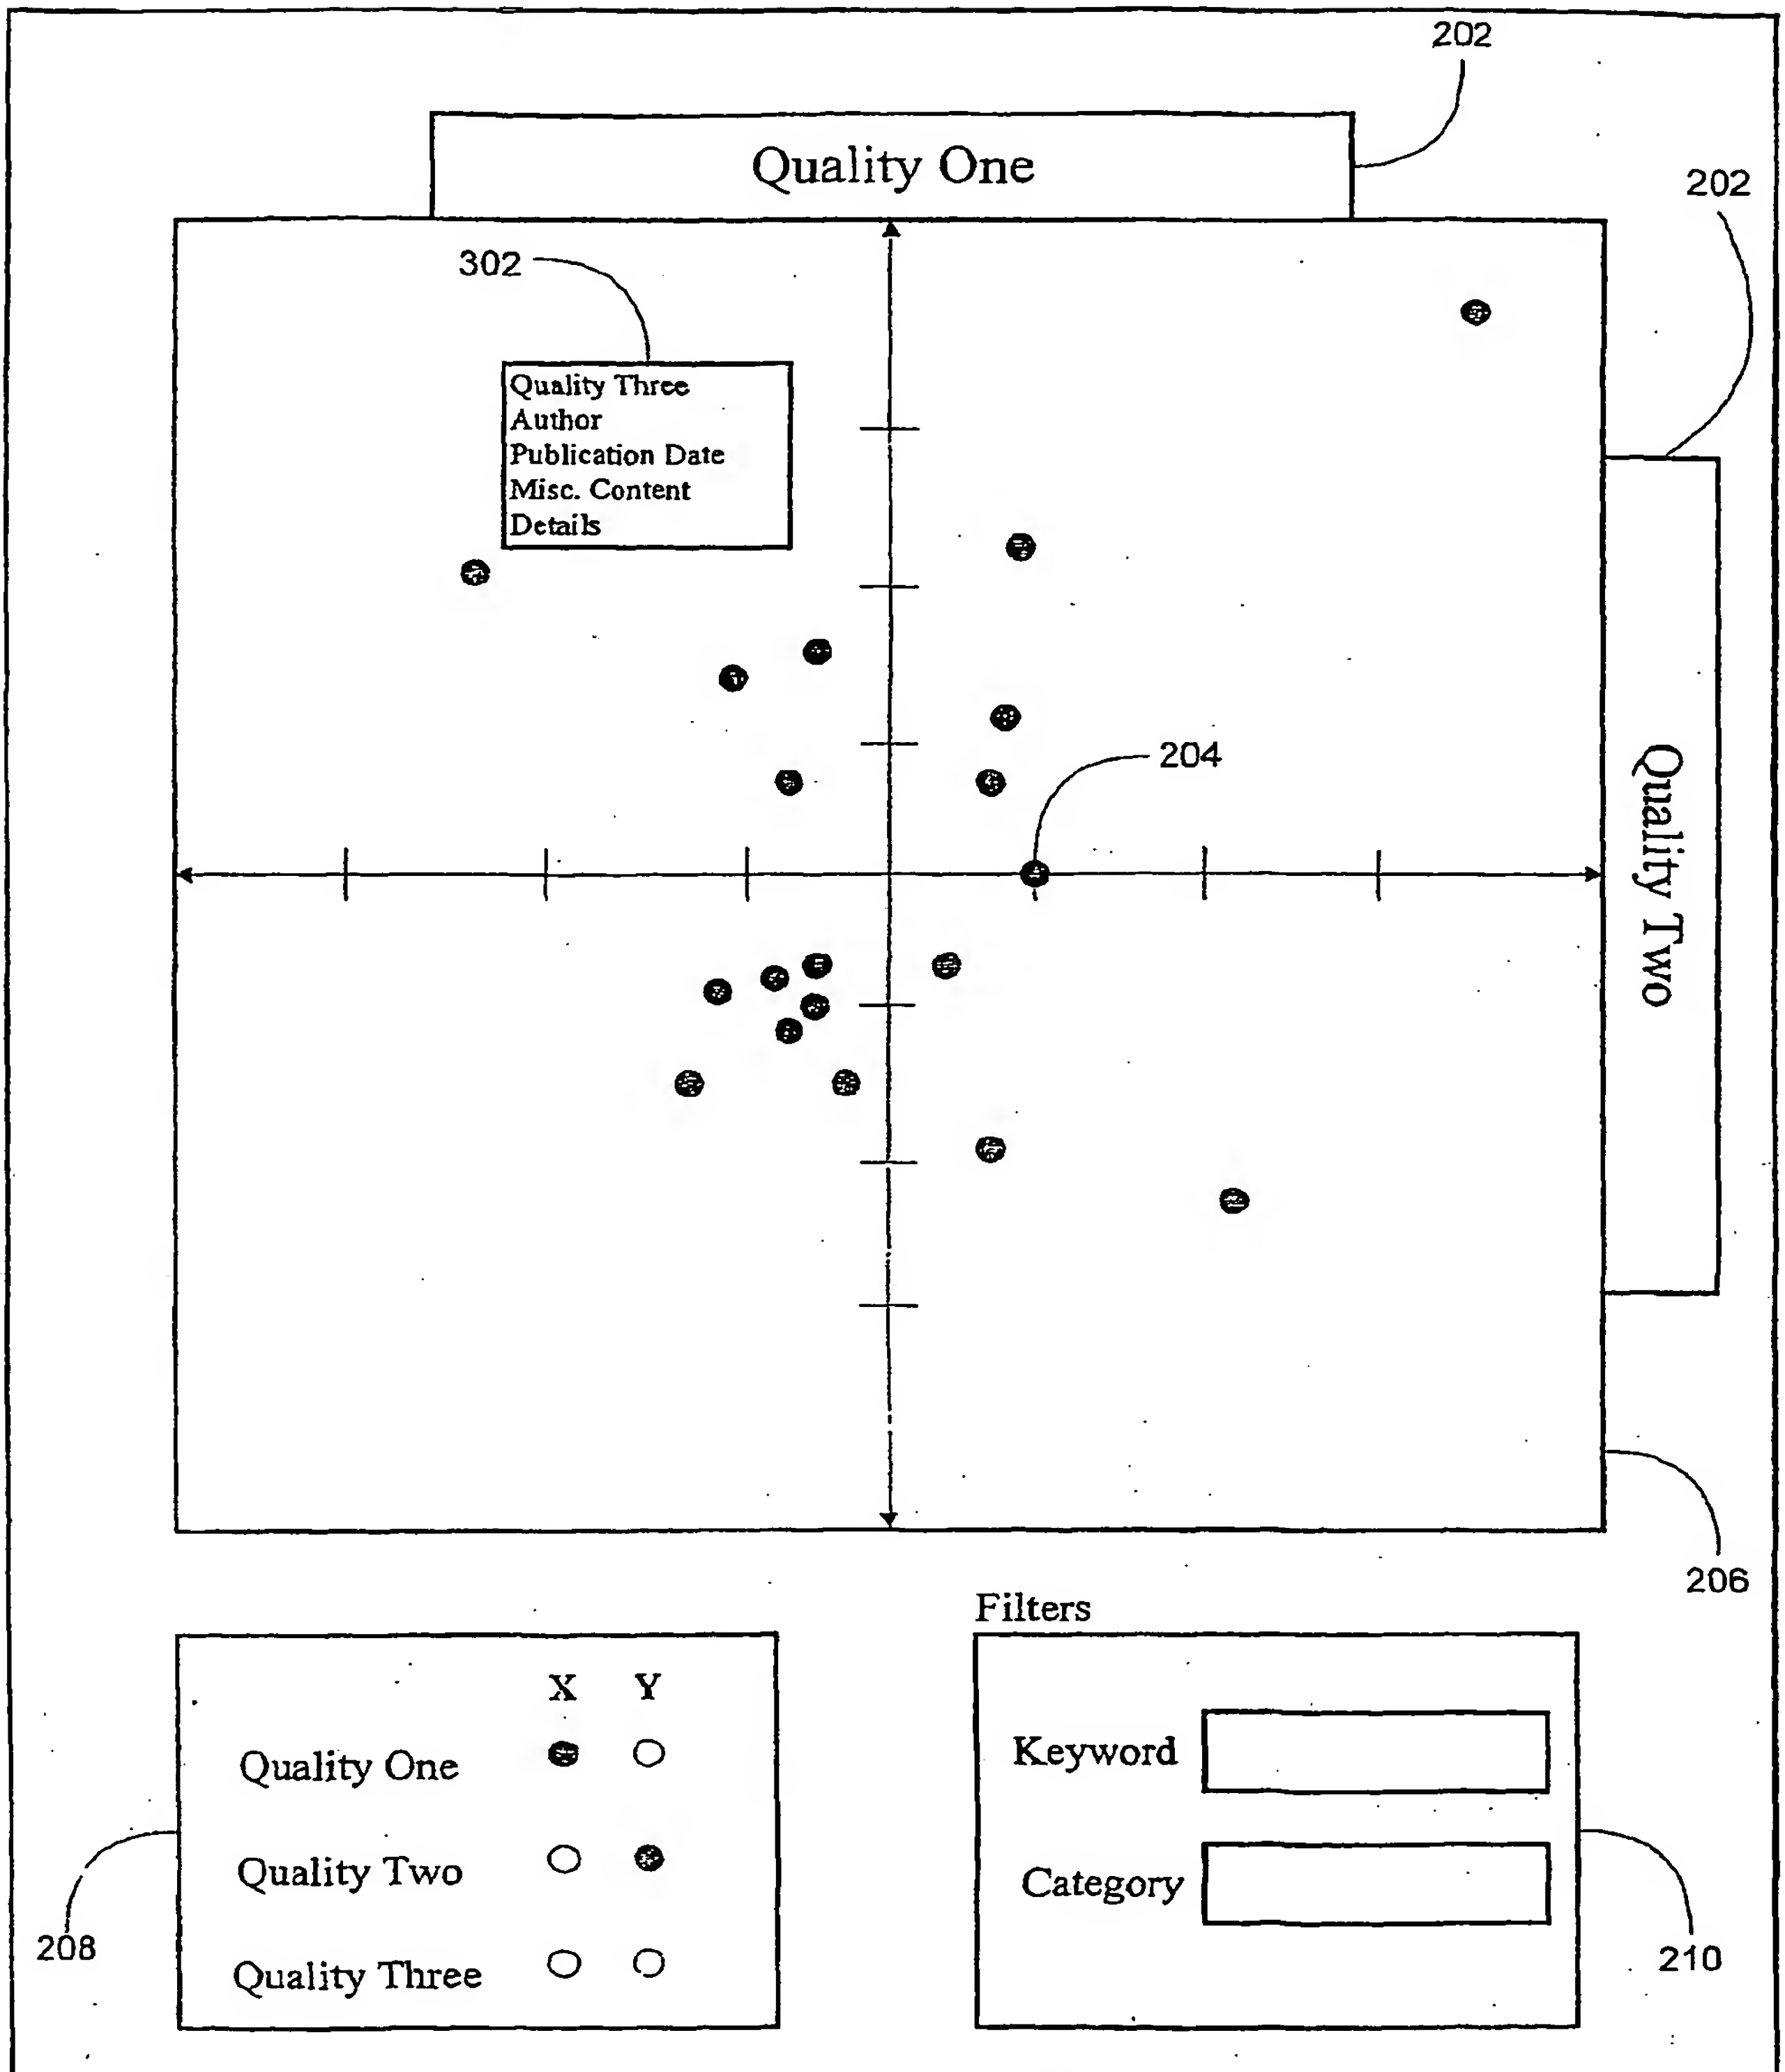 202
Quality One
202
302
Quality Three
Author
Publication Date
Misc. Content
Details
204
Quality Two
206
Filters
X Y
Quality One
Quality Two
Quality Three
208
Keyword
Category
210